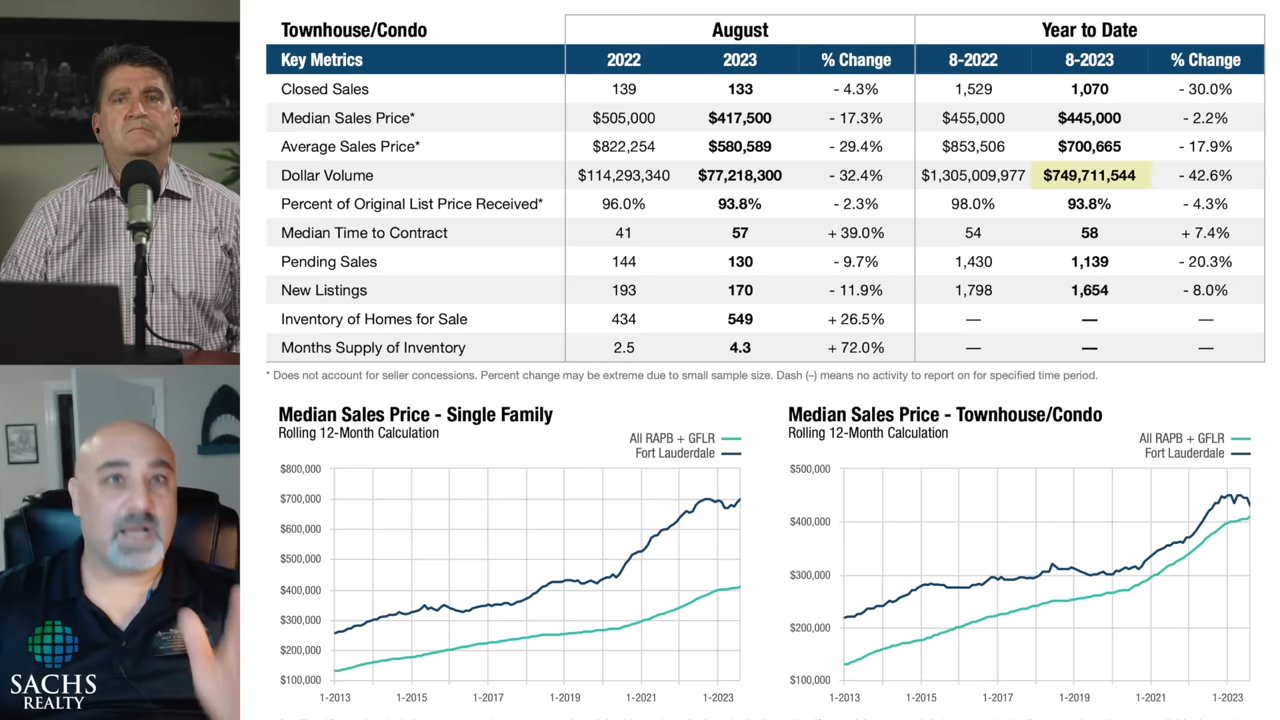 Townhouse/Condo August Year to Date
Key Metrics 2022 2023 % Change 8-2022 8-2023 % Change
Closed Sales 139 133 - 4.3% 1,529 1,070 - 30.0%
Median Sales Price* $505,000 $417,500 - 17.3% $455,000 $445,000 - 2.2%
Average Sales Price* $822,254 $580,589 - 29.4% $853,506 $700,665 - 17.9%
Dollar Volume $114,293,340 $77,218,300 - 32.4% $1,305,009,977 $749,711,544 - 42.6%
Percent of Original List Price Received* 96.0% 93.8% - 2.3% 98.0% 93.8% - 4.3%
Median Time to Contract 41 57 + 39.0% 54 58 + 7.4%
Pending Sales 144 130 - 9.7% 1,430 1,139 - 20.3%
New Listings 193 170 - 11.9% 1,798 1,654 - 8.0%
Inventory of Homes for Sale 434 549 + 26.5% — — —
Months Supply of Inventory 2.5 4.3 + 72.0% — — —
* Does not account for seller concessions. Percent change may be extreme due to small sample size. Dash (–) means no activity to report on for specified time period.
Median Sales Price - Single Family
Rolling 12-Month Calculation
All RAPB + GFLR
Fort Lauderdale
$800,000
$700,000
$600,000
$500,000
$400,000
$300,000
$200,000
$100,000
1-2013 1-2015 1-2017 1-2019 1-2021 1-2023
Median Sales Price - Townhouse/Condo
Rolling 12-Month Calculation
All RAPB + GFLR
Fort Lauderdale
$500,000
$400,000
$300,000
$200,000
$100,000
1-2013 1-2015 1-2017 1-2019 1-2021 1-2023
SACHS
REALTY